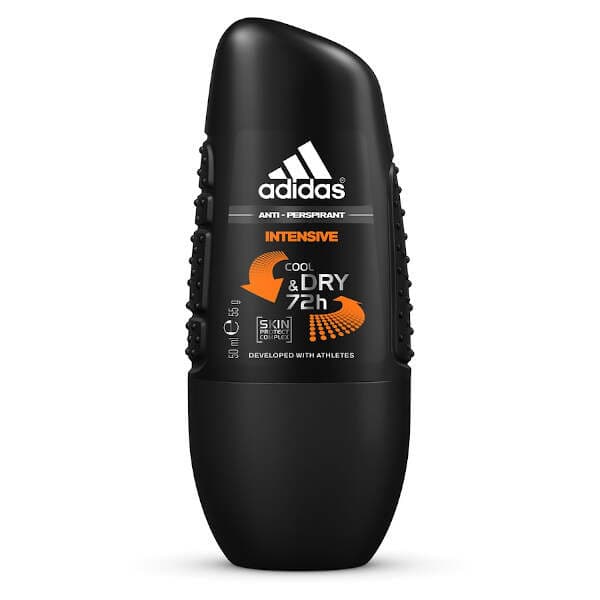 adidas®
ANTI - PERSPIRANT
INTENSIVE
COOL
& DRY
72h
[SKIN
PROTECT
COMPLEX]
DEVELOPED WITH ATHLETES
50 ml e 55 g